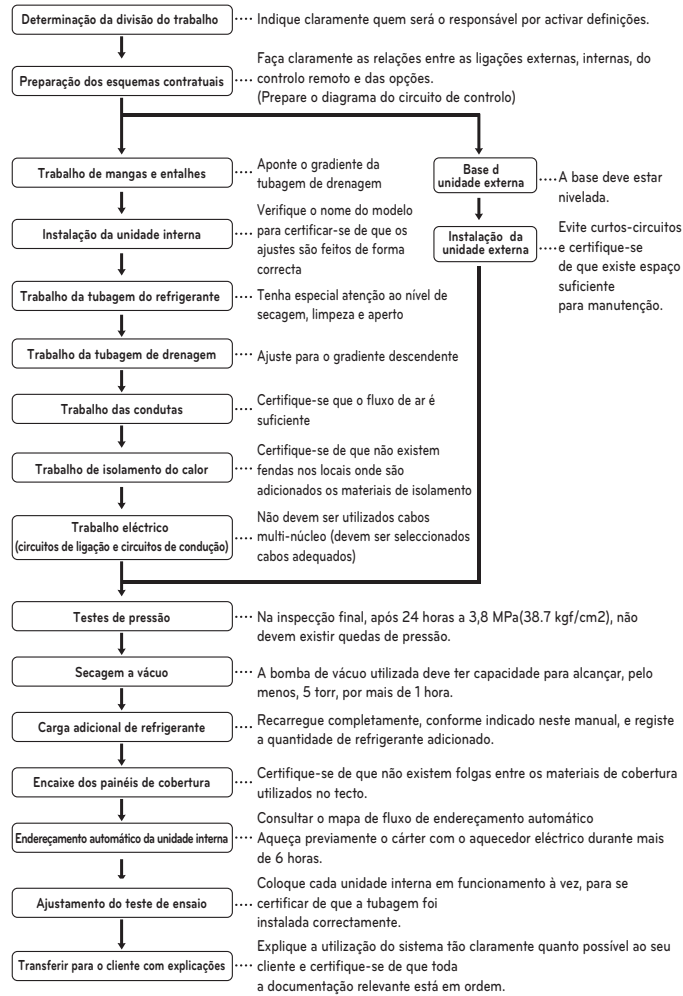 Determinação da divisão do trabalho
Indique claramente quem será o responsável por activar definições.
Preparação dos esquemas contratuais
Faça claramente as relações entre as ligações externas, internas, do
controlo remoto e das opções.
(Prepare o diagrama do circuito de controlo)
Trabalho de mangas e entalhes
Aponte o gradiente da
tubagem de drenagem
Base d
unidade externa
A base deve estar
nivelada.
Instalação da unidade interna
Verifique o nome do modelo
para certificar-se de que os
ajustes são feitos de forma
correcta
Instalação da
unidade externa
Evite curtos-circuitos
e certifique-se
de que existe espaço
suficiente
para manutenção.
Trabalho da tubagem do refrigerante
Tenha especial atenção ao nível de
secagem, limpeza e aperto
Trabalho da tubagem de drenagem
Ajuste para o gradiente descendente
Trabalho das condutas
Certifique-se que o fluxo de ar é
suficiente
Trabalho de isolamento do calor
Certifique-se de que não existem
fendas nos locais onde são
adicionados os materiais de isolamento
Trabalho eléctrico
(circuitos de ligação e circuitos de condução)
Não devem ser utilizados cabos
multi-núcleo (devem ser seleccionados
cabos adequados)
Testes de pressão
Na inspecção final, após 24 horas a 3,8 MPa(38.7 kgf/cm2), não
devem existir quedas de pressão.
Secagem a vácuo
A bomba de vácuo utilizada deve ter capacidade para alcançar, pelo
menos, 5 torr, por mais de 1 hora.
Carga adicional de refrigerante
Recarregue completamente, conforme indicado neste manual, e registe
a quantidade de refrigerante adicionado.
Encaixe dos painéis de cobertura
Certifique-se de que não existem folgas entre os materiais de cobertura
utilizados no tecto.
Endereçamento automático da unidade interna
Consultar o mapa de fluxo de endereçamento automático
Aqueça previamente o cárter com o aquecedor eléctrico durante mais
de 6 horas.
Ajustamento do teste de ensaio
Coloque cada unidade interna em funcionamento à vez, para se
certificar de que a tubagem foi
instalada correctamente.
Transferir para o cliente com explicações
Explique a utilização do sistema tão claramente quanto possível ao seu
cliente e certifique-se de que toda
a documentação relevante está em ordem.